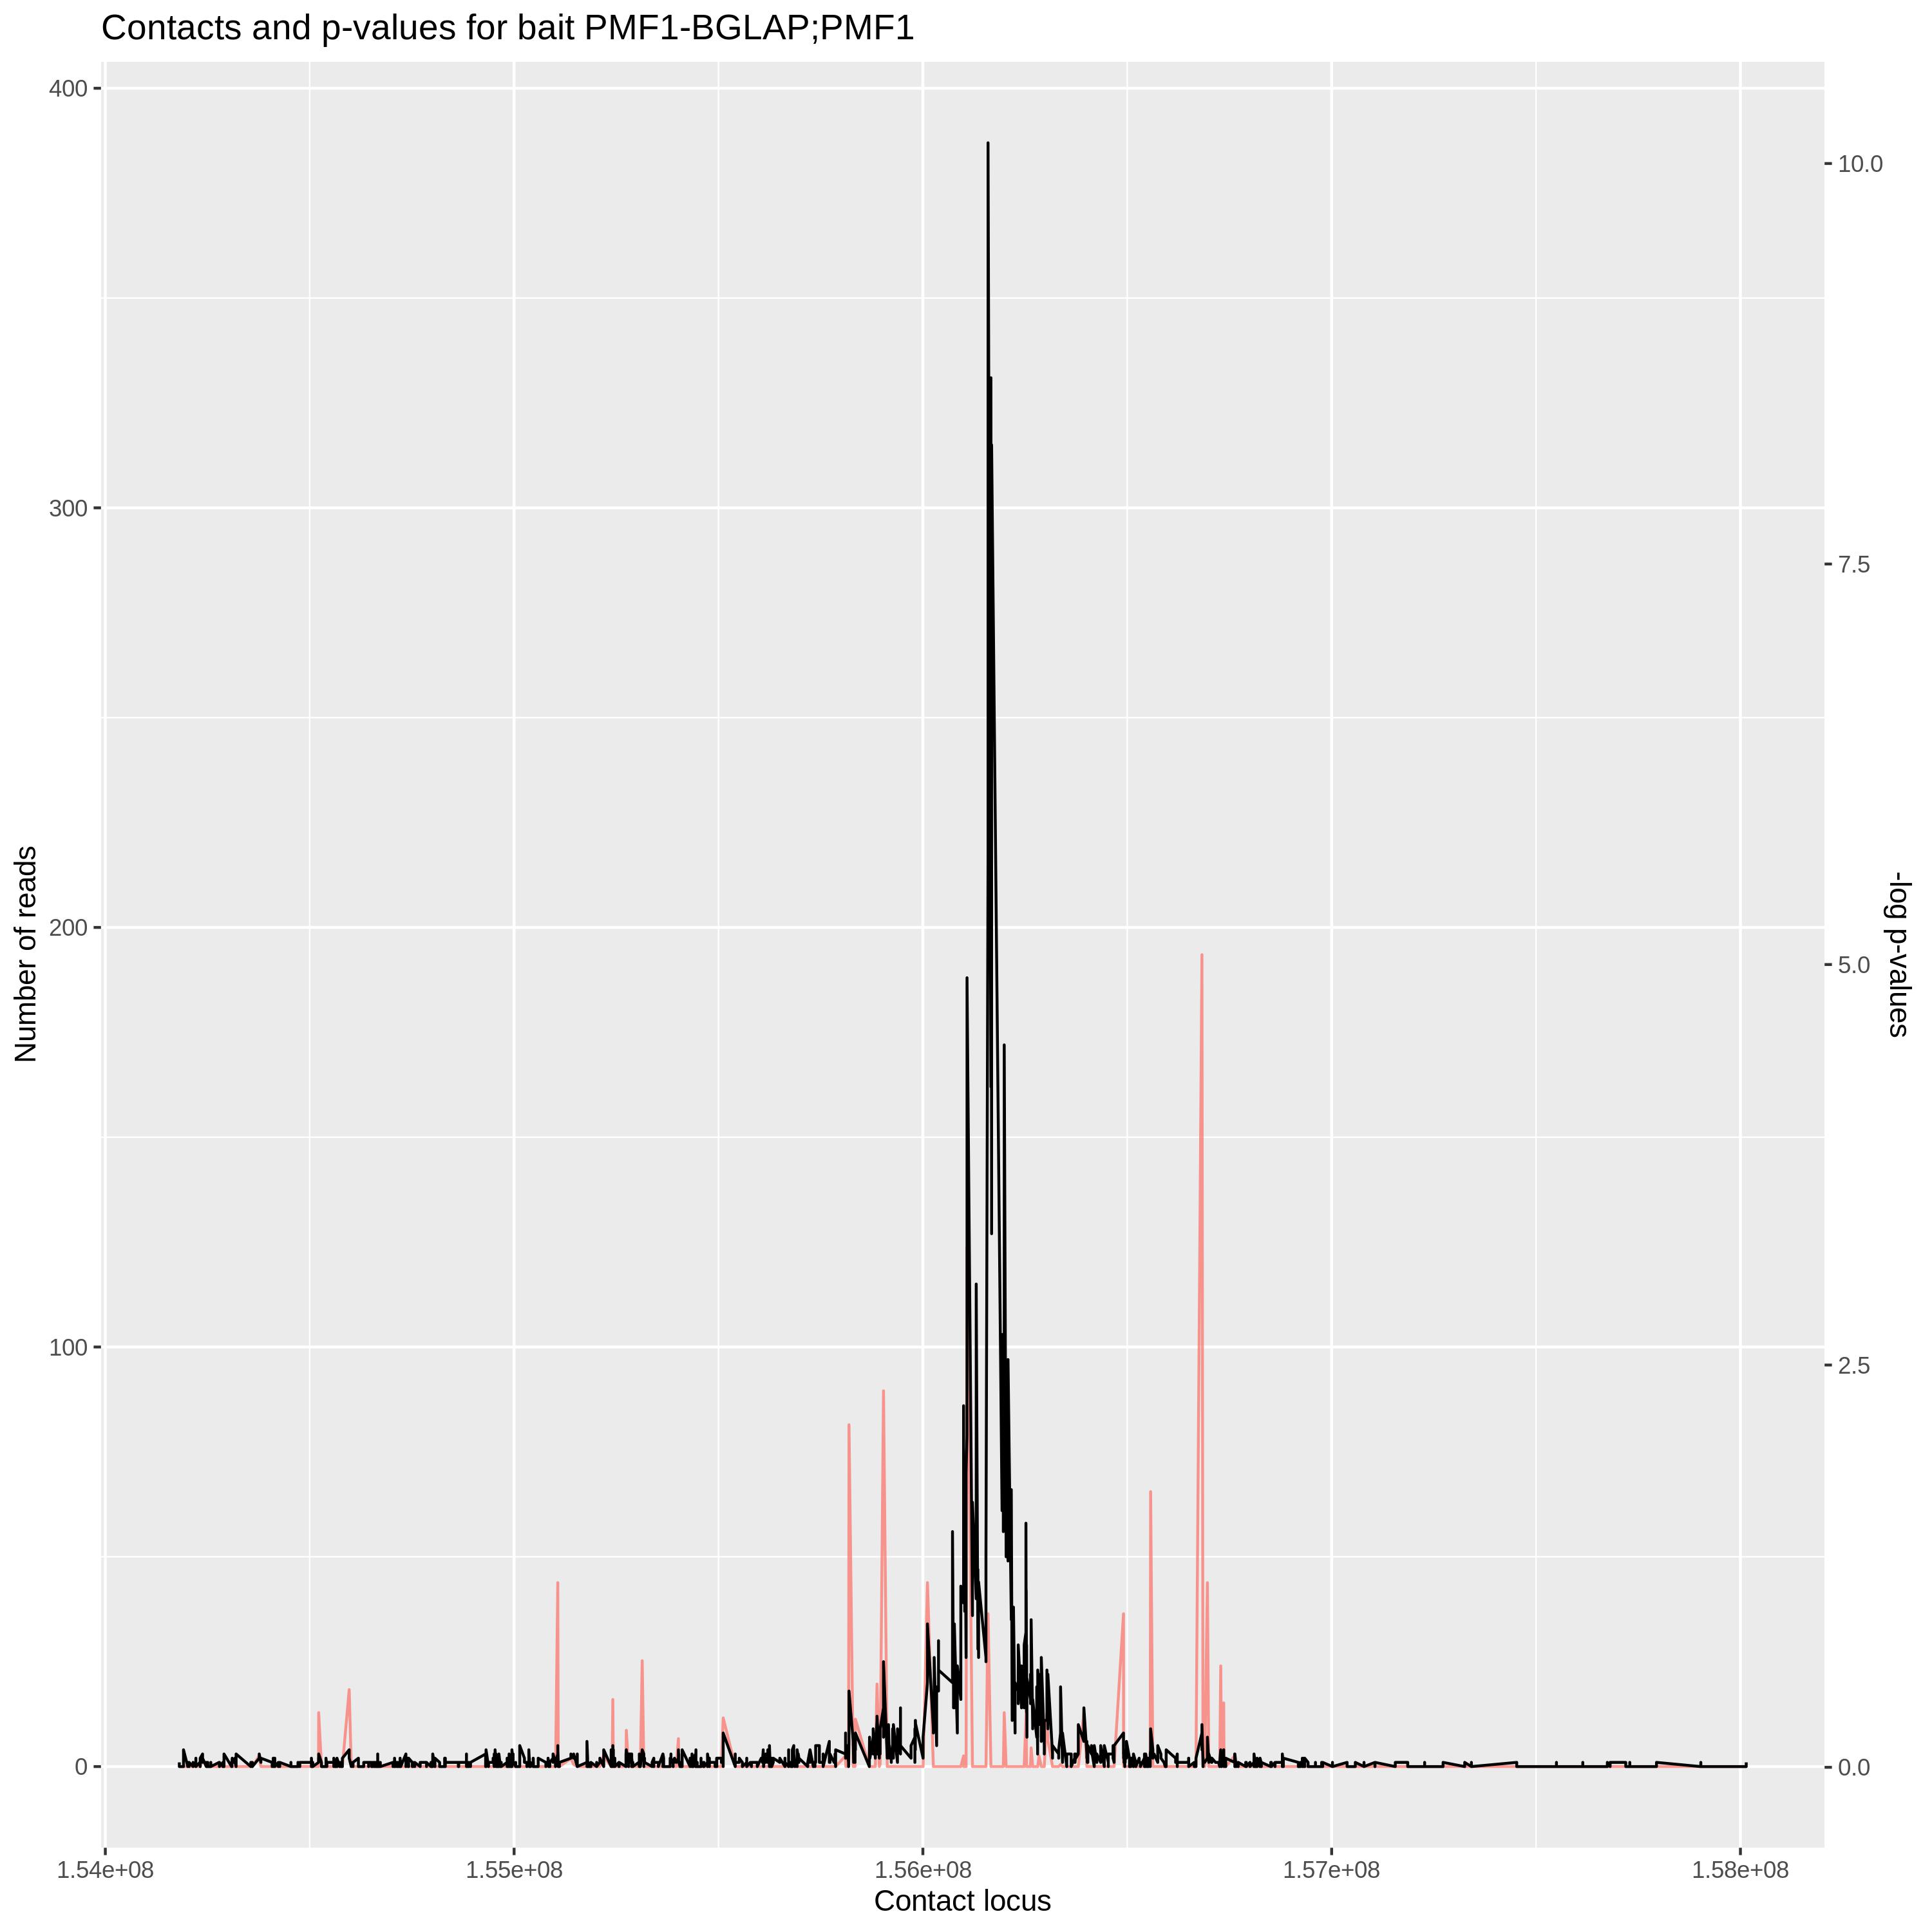 Contacts and p-values for bait PMF1-BGLAP;PMF1
400
300
200
100
0
Number of reads
10.0
7.5
5.0
2.5
0.0
-log p-values
1.54e+08
1.55e+08
1.56e+08
1.57e+08
1.58e+08
Contact locus